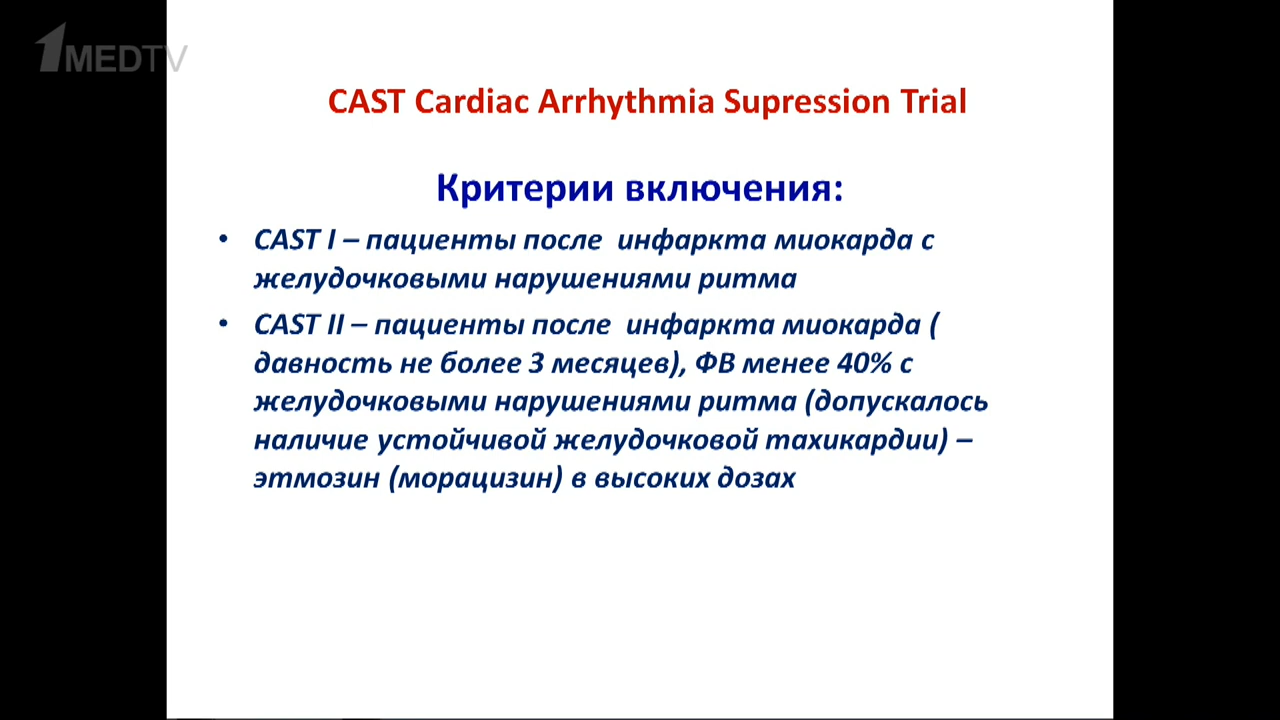 1MEDTV
CAST Cardiac Arrhythmia Supression Trial
Критерии включения:
• CAST I – пациенты после инфаркта миокарда с
желудочковыми нарушениями ритма
• CAST II – пациенты после инфаркта миокарда (
давность не более 3 месяцев), ФВ менее 40% с
желудочковыми нарушениями ритма (допускалось
наличие устойчивой желудочковой тахикардии) –
этмозин (морацизин) в высоких дозах